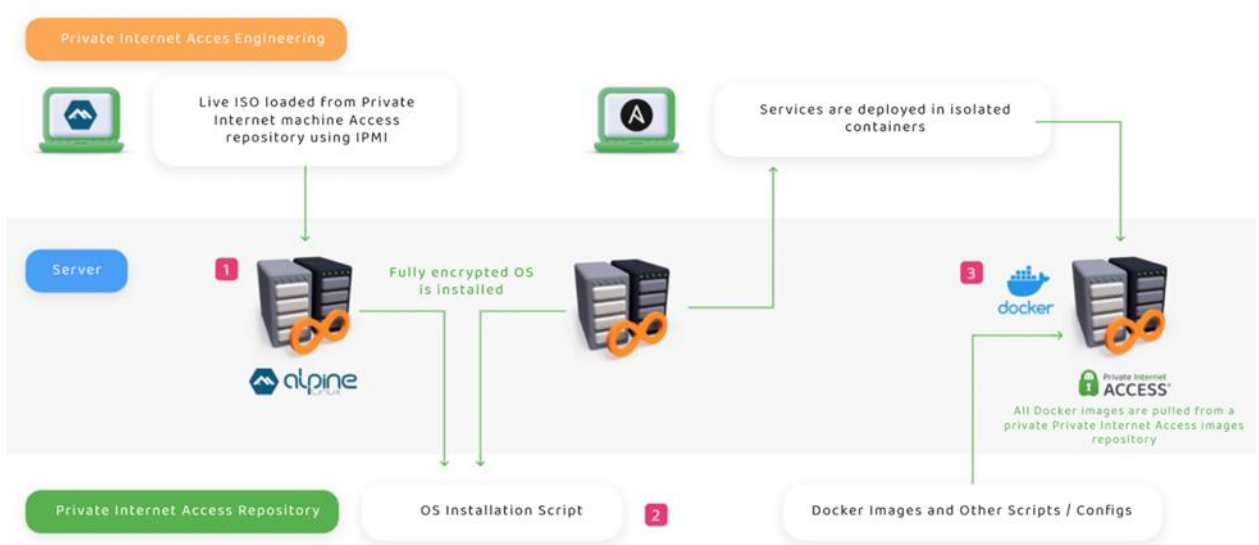 Private Internet Acces Engineering
Live ISO loaded from Private
Internet machine Access
repository using IPMI
Services are deployed in isolated
containers
Server
1
Fully encrypted OS
is installed
3
docker
alpine
LINUX
Private Internet
ACCESS®
All Docker images are pulled from a
private Private Internet Access images
repository
Private Internet Access Repository
OS Installation Script
2
Docker Images and Other Scripts / Configs